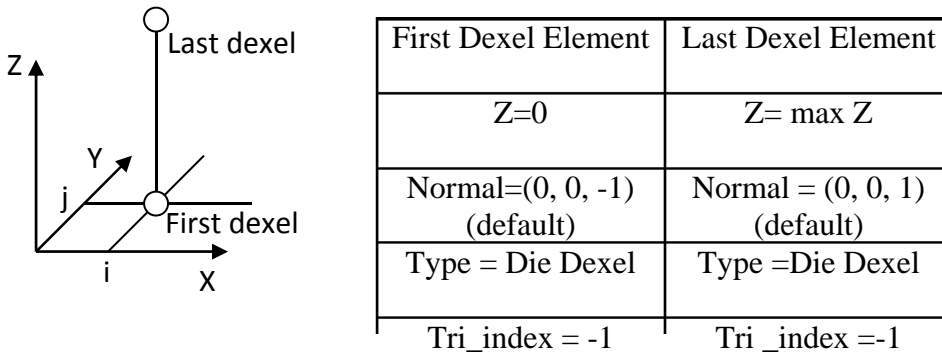 Last dexel
Z
Y
j
First dexel
i
X
First Dexel Element Last Dexel Element
Z=0 Z= max Z
Normal=(0, 0, -1) Normal = (0, 0, 1)
(default) (default)
Type = Die Dexel Type =Die Dexel
Tri_index = -1 Tri _index =-1